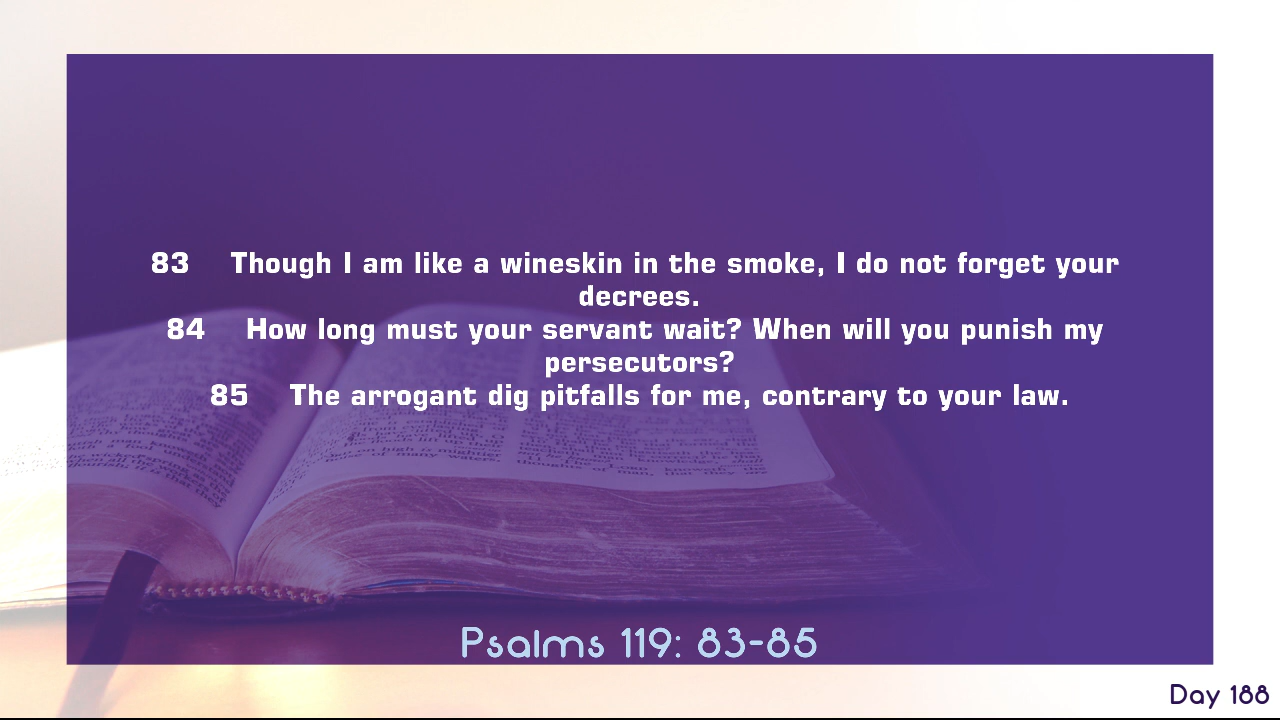 83 Though I am like a wineskin in the smoke, I do not forget your
decrees.
84 How long must your servant wait? When will you punish my
persecutors?
85 The arrogant dig pitfalls for me, contrary to your law.
Psalms 119: 83-85
Day 188